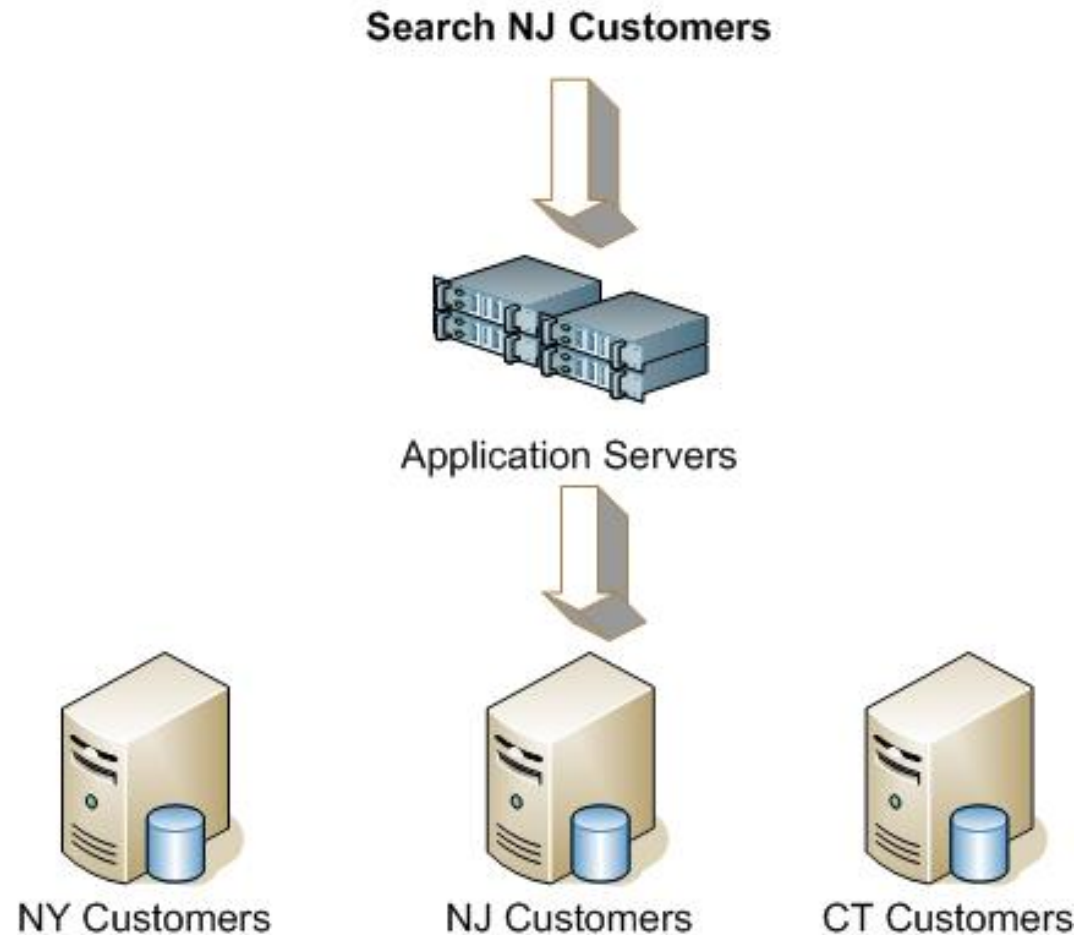 Search NJ Customers
Application Servers
NY Customers
NJ Customers
CT Customers